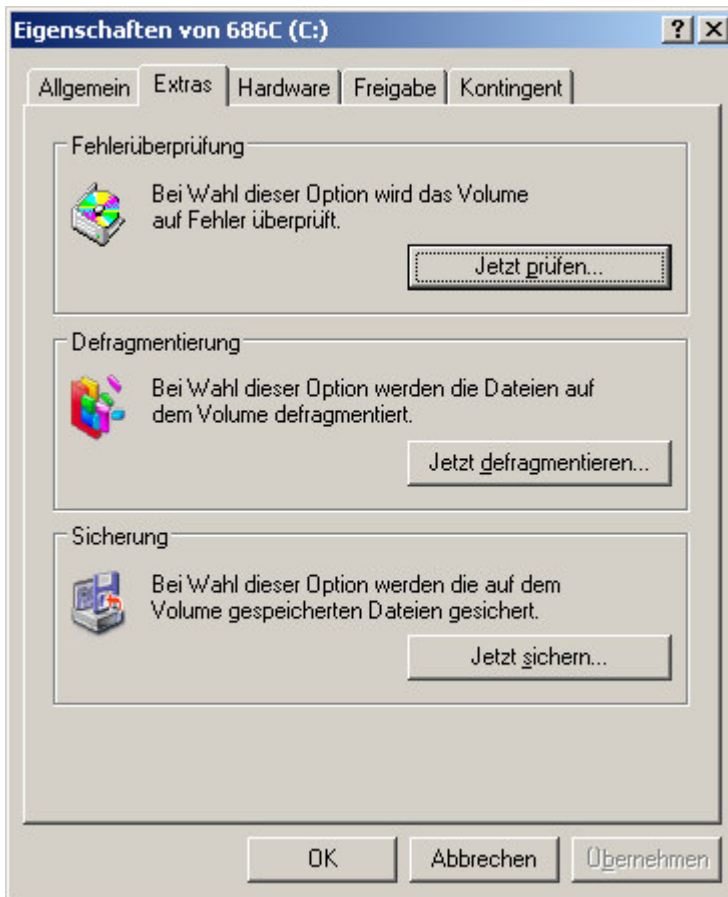 Eigenschaften von 686C (C:)
Allgemein Extras Hardware Freigabe Kontingent
Fehlerüberprüfung
Bei Wahl dieser Option wird das Volume
auf Fehler überprüft.
Jetzt prüfen...
Defragmentierung
Bei Wahl dieser Option werden die Dateien auf
dem Volume defragmentiert.
Jetzt defragmentieren...
Sicherung
Bei Wahl dieser Option werden die auf dem
Volume gespeicherten Dateien gesichert.
Jetzt sichern...
OK Abbrechen Übernehmen